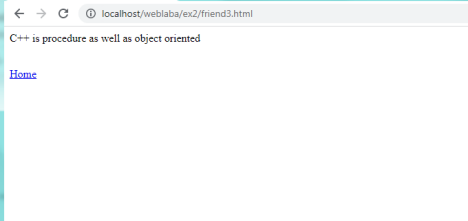 localhost/weblaba/ex2/friend3.html
C++ is procedure as well as object oriented
Home